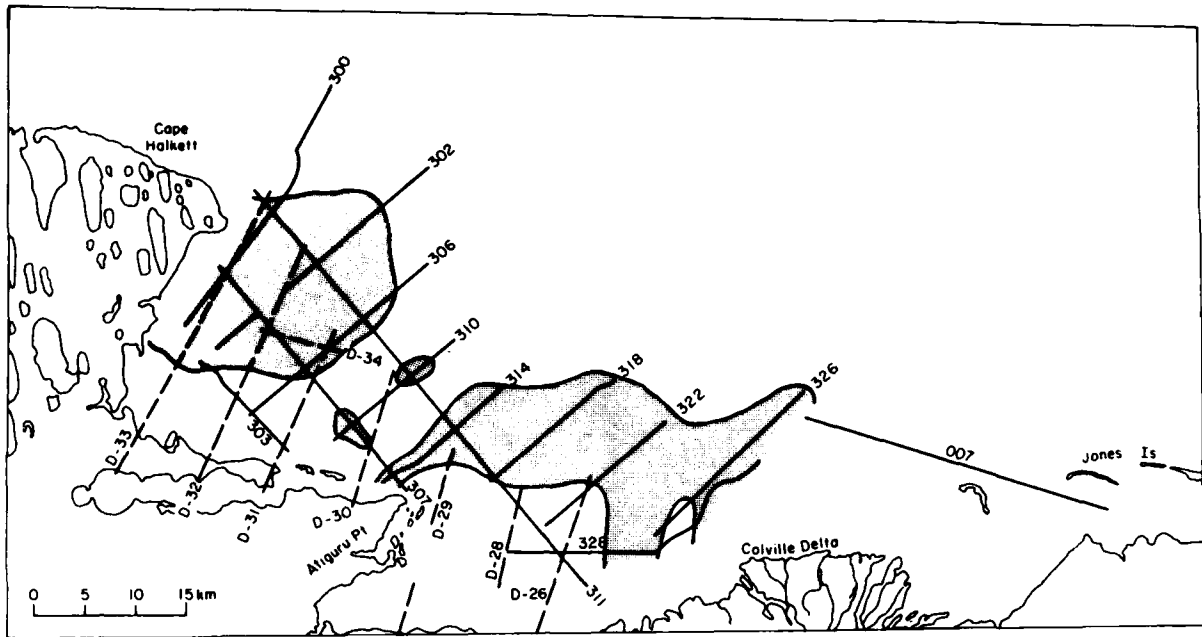 300
Cape
Halkett
302
306
310
D-34
314
318
326
322
303
D-33
007
Jones Is
D-32
307
D-31
D-29
D-30
Atiguru Pt
D-28
328
Colville Delta
D-26
311
0 5 10 15 km